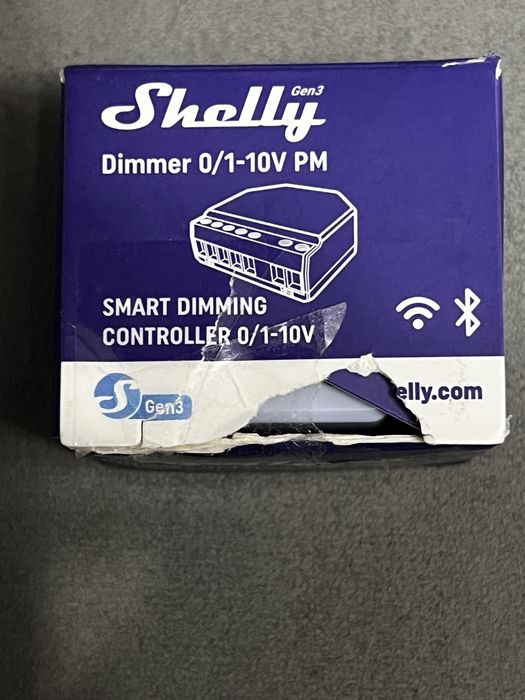 Shelly Gen3
Dimmer 0/1-10V PM
SMART DIMMING
CONTROLLER 0/1-10V
S Gen3
elly.com